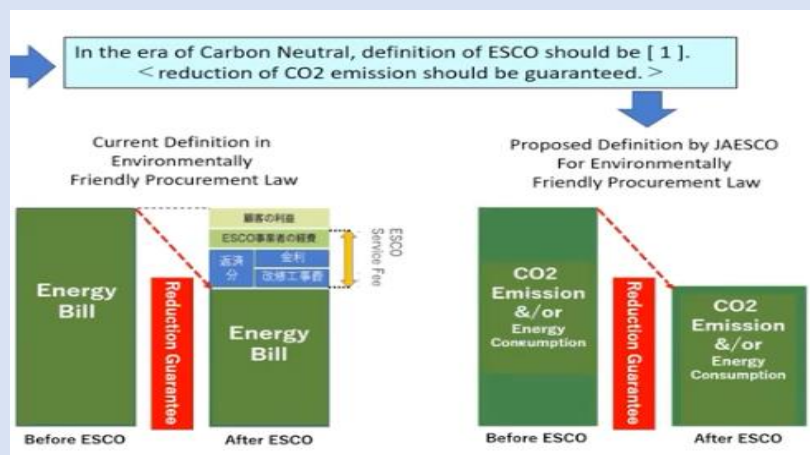 In the era of Carbon Neutral, definition of ESCO should be [ 1 ].
＜ reduction of CO2 emission should be guaranteed. ＞
Current Definition in
Environmentally
Friendly Procurement Law
Proposed Definition by JAESCO
For Environmentally
Friendly Procurement Law
Energy
Bill
Reduction Guarantee
顧客の利益
ESCO事業者の経費
返済
分
金利
改修工事費
ESCO
Service Fee
Energy
Bill
Before ESCO
After ESCO
CO2
Emission
&/or
Energy
Consumption
Reduction Guarantee
CO2
Emission
&/or
Energy
Consumption
Before ESCO
After ESCO